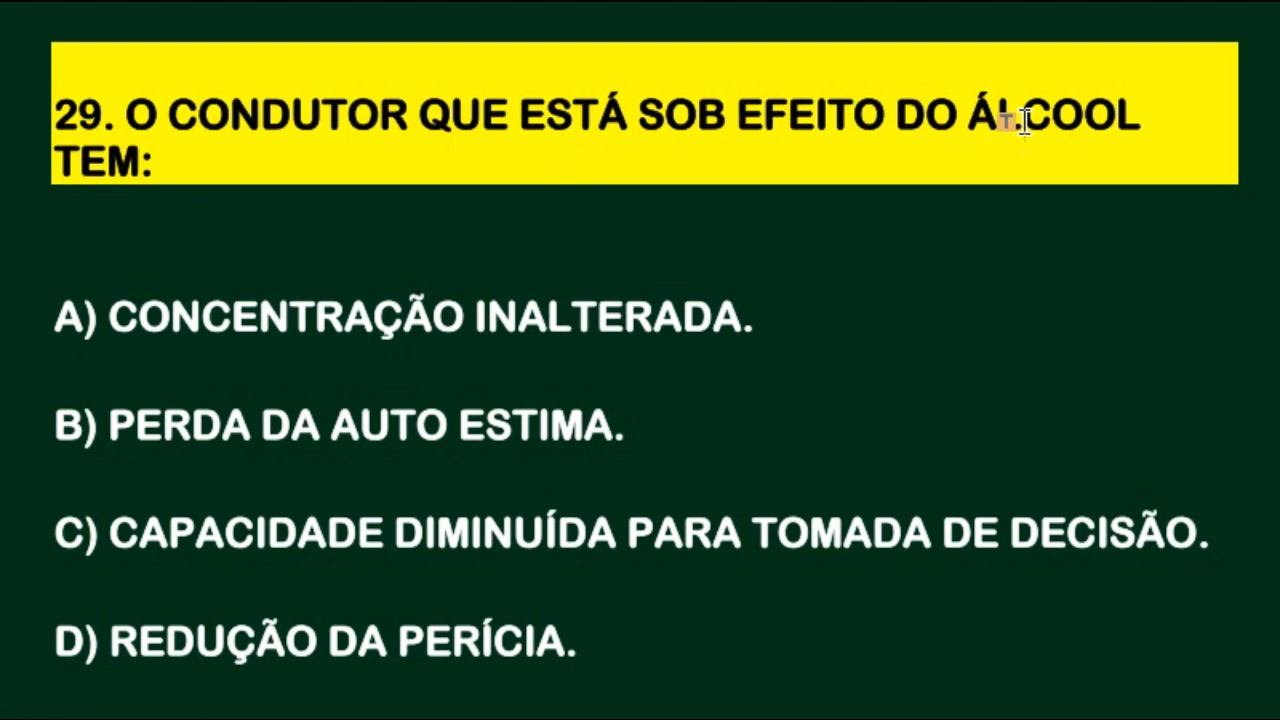 29. O CONDUTOR QUE ESTÁ SOB EFEITO DO ÁLCOOL
TEM:
A) CONCENTRAÇÃO INALTERADA.
B) PERDA DA AUTO ESTIMA.
C) CAPACIDADE DIMINUÍDA PARA TOMADA DE DECISÃO.
D) REDUÇÃO DA PERÍCIA.